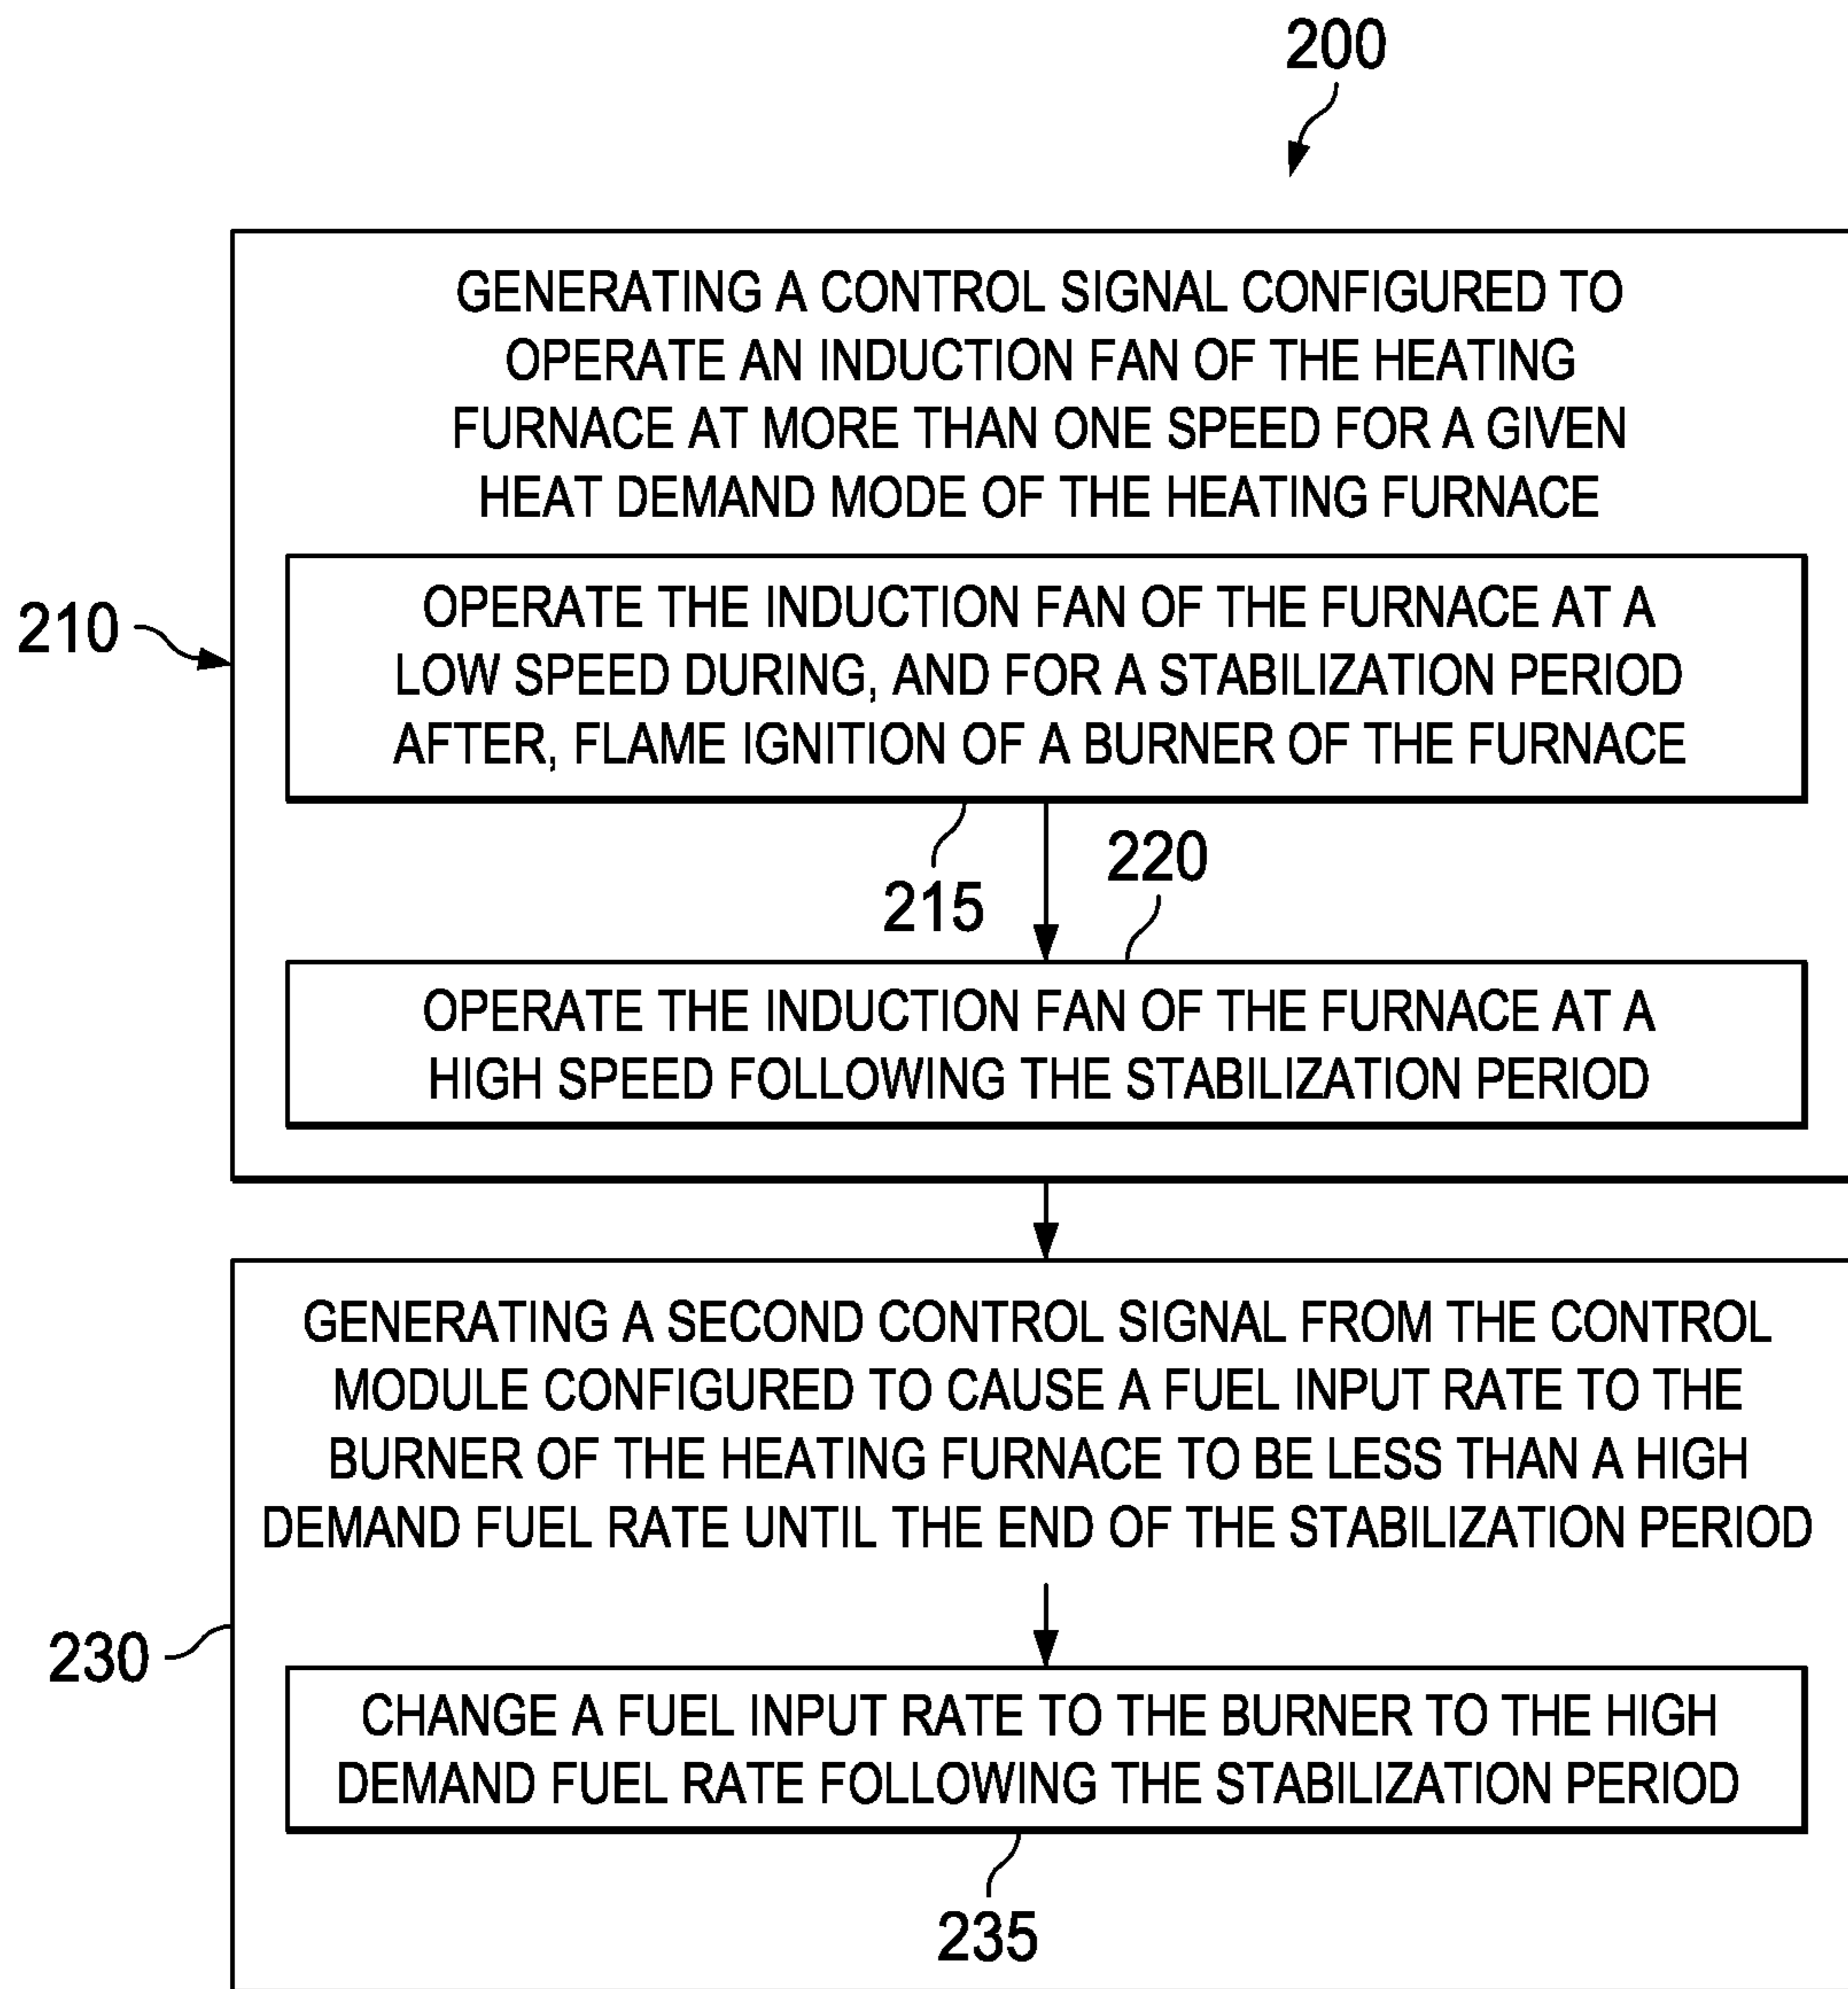 200
GENERATING A CONTROL SIGNAL CONFIGURED TO
OPERATE AN INDUCTION FAN OF THE HEATING
FURNACE AT MORE THAN ONE SPEED FOR A GIVEN
HEAT DEMAND MODE OF THE HEATING FURNACE
210
OPERATE THE INDUCTION FAN OF THE FURNACE AT A
LOW SPEED DURING, AND FOR A STABILIZATION PERIOD
AFTER, FLAME IGNITION OF A BURNER OF THE FURNACE
215
220
OPERATE THE INDUCTION FAN OF THE FURNACE AT A
HIGH SPEED FOLLOWING THE STABILIZATION PERIOD
GENERATING A SECOND CONTROL SIGNAL FROM THE CONTROL
MODULE CONFIGURED TO CAUSE A FUEL INPUT RATE TO THE
BURNER OF THE HEATING FURNACE TO BE LESS THAN A HIGH
DEMAND FUEL RATE UNTIL THE END OF THE STABILIZATION PERIOD
230
CHANGE A FUEL INPUT RATE TO THE BURNER TO THE HIGH
DEMAND FUEL RATE FOLLOWING THE STABILIZATION PERIOD
235